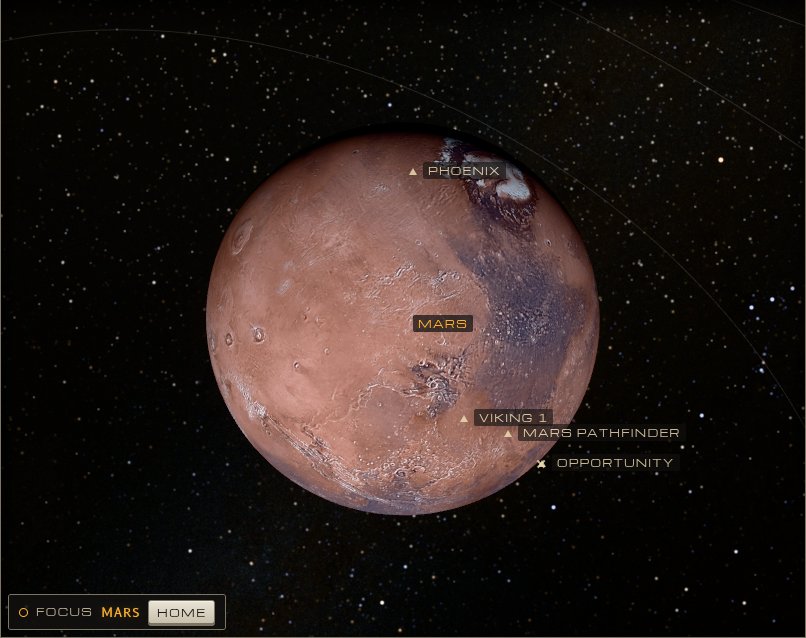 PHOENIX
MARS
VIKING 1
MARS PATHFINDER
OPPORTUNITY
FOCUS MARS HOME